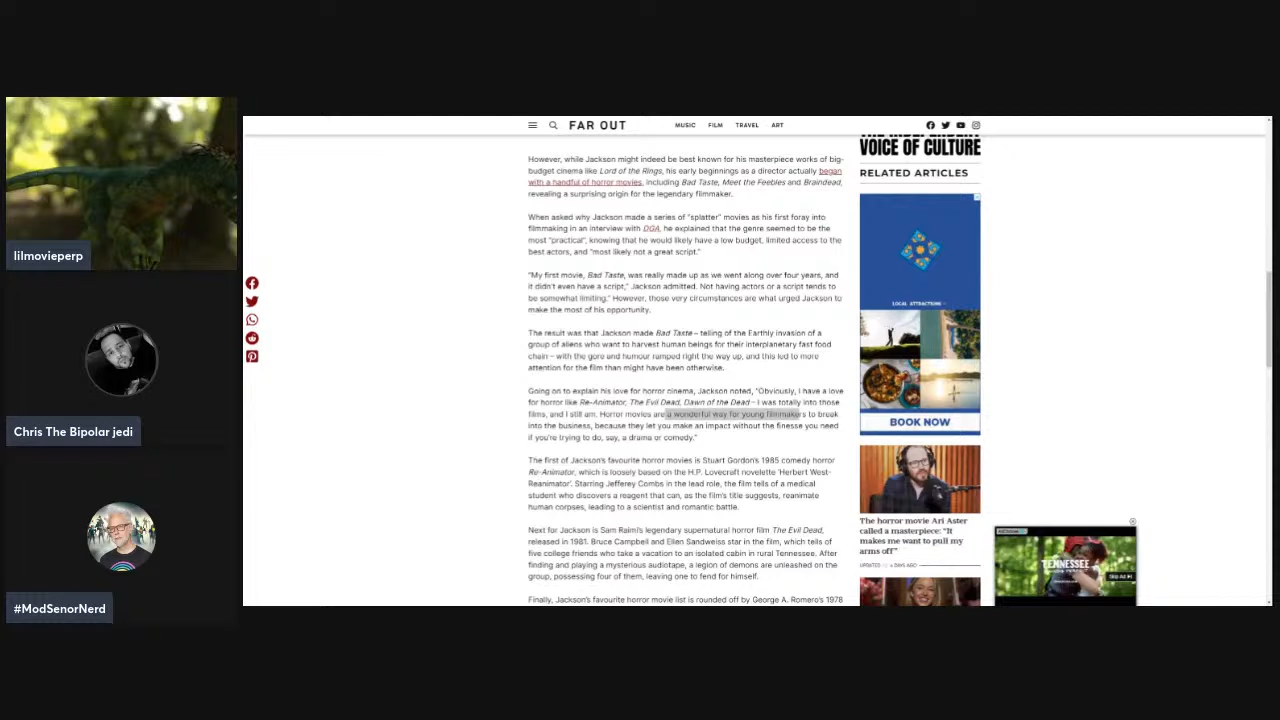 lilmovieperp
Chris The Bipolar jedi
#ModSenorNerd
FAR OUT
MUSIC FILM TRAVEL ART
However, while Jackson might indeed be best known for his masterpiece works of big-
budget cinema like Lord of the Rings, his early beginnings as a director actually began
with a handful of horror movies, including Bad Taste, Meet the Feebles and Braindead,
revealing a surprising origin for the legendary filmmaker.
When asked why Jackson made a series of "splatter" movies as his first foray into
filmmaking in an interview with DGA, he explained that the genre seemed to be the
most "practical", knowing that he would likely have a low budget, limited access to the
best actors, and "most likely not a great script."
"My first movie, Bad Taste, was really made up as we went along over four years, and
it didn't even have a script," Jackson admitted. Not having actors or a script tends to
be somewhat limiting." However, those very circumstances are what urged Jackson to
make the most of his opportunity.
The result was that Jackson made Bad Taste – telling of the Earthly invasion of a
group of aliens who want to harvest human beings for their interplanetary fast food
chain – with the gore and humour ramped right the way up, and this led to more
attention for the film than might have been otherwise.
Going on to explain his love for horror cinema, Jackson noted, "Obviously, I have a love
for horror like Re-Animator, The Evil Dead, Dawn of the Dead – I was totally into those
films, and I still am. Horror movies are a wonderful way for young filmmakers to break
into the business, because they let you make an impact without the finesse you need
if you're trying to do, say, a drama or comedy."
The first of Jackson's favourite horror movies is Stuart Gordon's 1985 comedy horror
Re-Animator, which is loosely based on the H.P. Lovecraft novelette 'Herbert West-
Reanimator'. Starring Jefferey Combs in the lead role, the film tells of a medical
student who discovers a reagent that can, as the film's title suggests, reanimate
human corpses, leading to a scientist and romantic battle.
Next for Jackson is Sam Raimi's legendary supernatural horror film The Evil Dead,
released in 1981. Bruce Campbell and Ellen Sandweiss star in the film, which tells of
five college friends who take a vacation to an isolated cabin in rural Tennessee. After
finding and playing a mysterious audiotape, a legion of demons are unleashed on the
group, possessing four of them, leaving one to fend for himself.
Finally, Jackson's favourite horror movie list is rounded off by George A. Romero's 1978
THE INDEPENDENT
VOICE OF CULTURE
RELATED ARTICLES
LOCAL ATTRACTIONS
BOOK NOW
The horror movie Ari Aster
called a masterpiece: "It
makes me want to pull my
arms off"
UPDATED DAYS AGO
TENNESSEE
Skip Ad